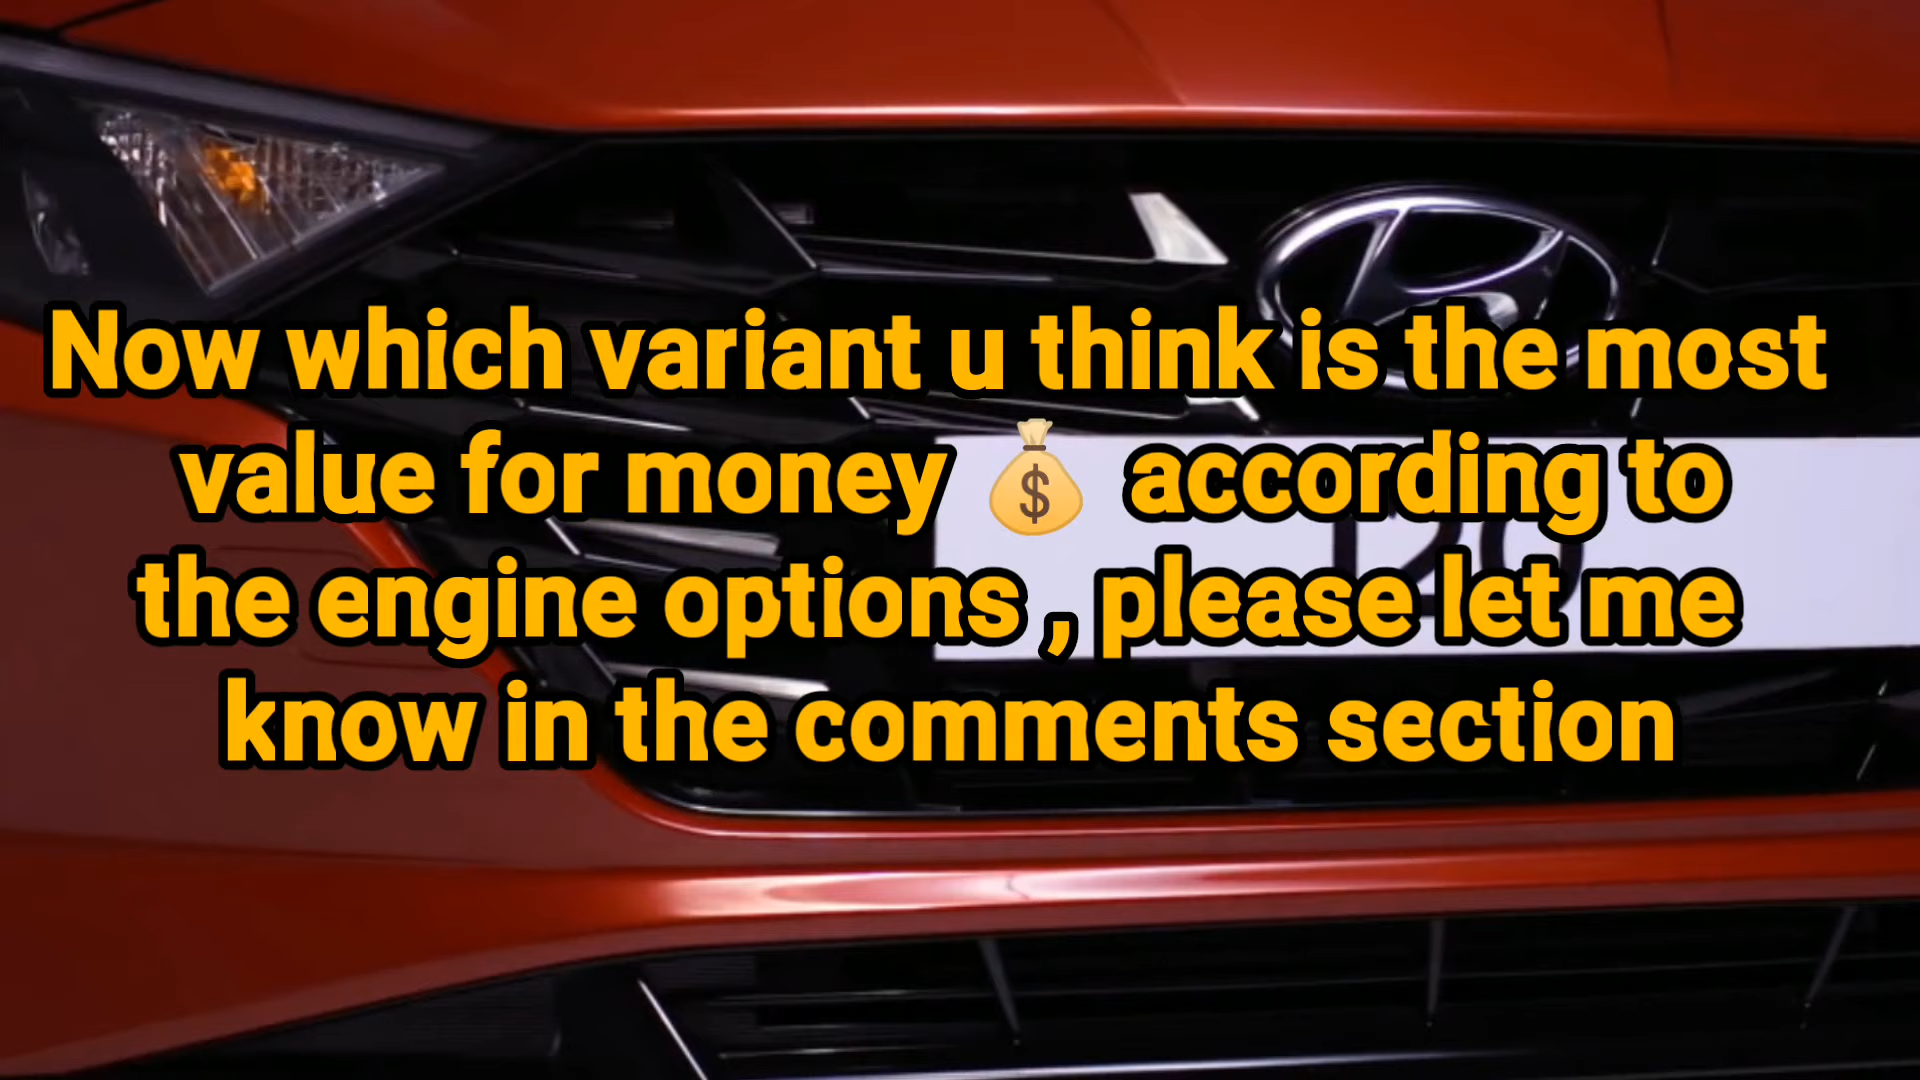 Now which variant u think is the most
value for money 💰 according to
the engine options , please let me
know in the comments section
i20